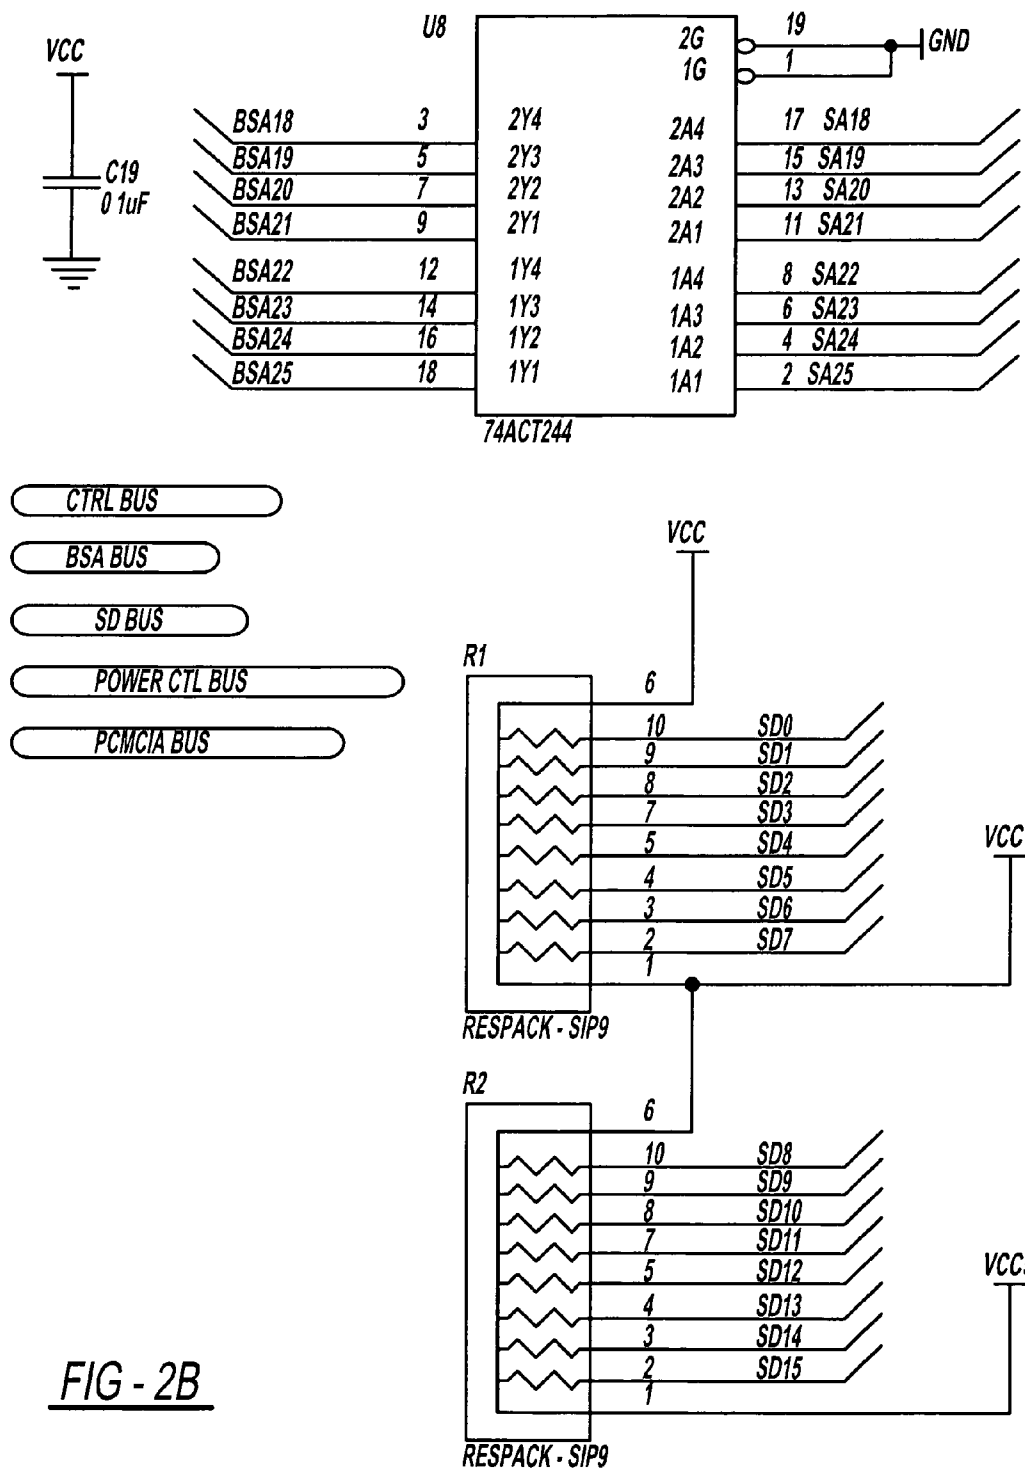 VCC
C19
0 1uF
U8
2G 19
1G 1
GND
BSA18 3 2Y4 2A4 17 SA18
BSA19 5 2Y3 2A3 15 SA19
BSA20 7 2Y2 2A2 13 SA20
BSA21 9 2Y1 2A1 11 SA21
BSA22 12 1Y4 1A4 8 SA22
BSA23 14 1Y3 1A3 6 SA23
BSA24 16 1Y2 1A2 4 SA24
BSA25 18 1Y1 1A1 2 SA25
74ACT244
CTRL BUS
BSA BUS
SD BUS
POWER CTL BUS
PCMCIA BUS
VCC
R1
6
10 SD0
9 SD1
8 SD2
7 SD3
5 SD4
4 SD5
3 SD6
2 SD7
1
VCC
RESPACK - SIP9
R2
6
10 SD8
9 SD9
8 SD10
7 SD11
5 SD12
4 SD13
3 SD14
2 SD15
1
VCC.
RESPACK - SIP9
FIG - 2B